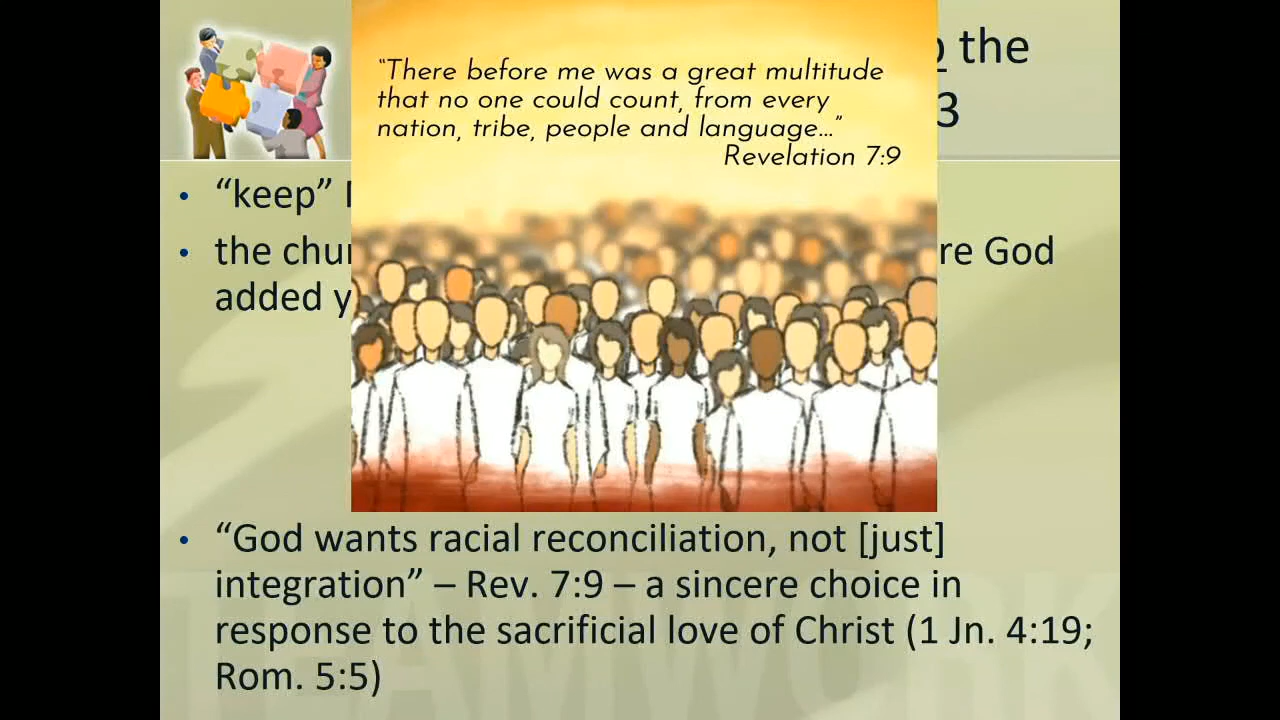 the
3
“There before me was a great multitude
that no one could count, from every
nation, tribe, people and language...”
Revelation 7:9
• “keep”
• the re God
added
• “God wants racial reconciliation, not [just]
integration” – Rev. 7:9 – a sincere choice in
response to the sacrificial love of Christ (1 Jn. 4:19;
Rom. 5:5)
TEAMWORK